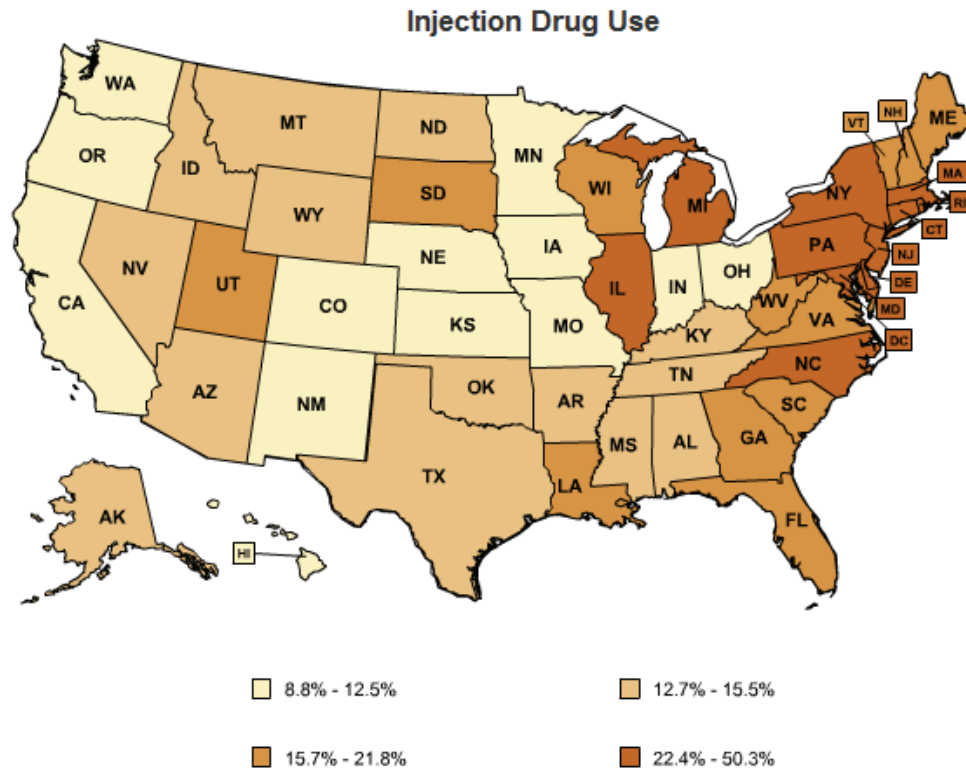 Injection Drug Use
WA
MT
ND
MN
VT
NH
ME
OR
ID
SD
WI
MI
NY
MA
RI
WY
CT
IA
NE
PA
NJ
NV
UT
CO
IL
IN
OH
DE
CA
KS
MO
WV
VA
MD
KY
DC
AZ
NM
OK
AR
TN
NC
SC
MS
AL
GA
TX
LA
AK
FL
HI
8.8% - 12.5%
12.7% - 15.5%
15.7% - 21.8%
22.4% - 50.3%